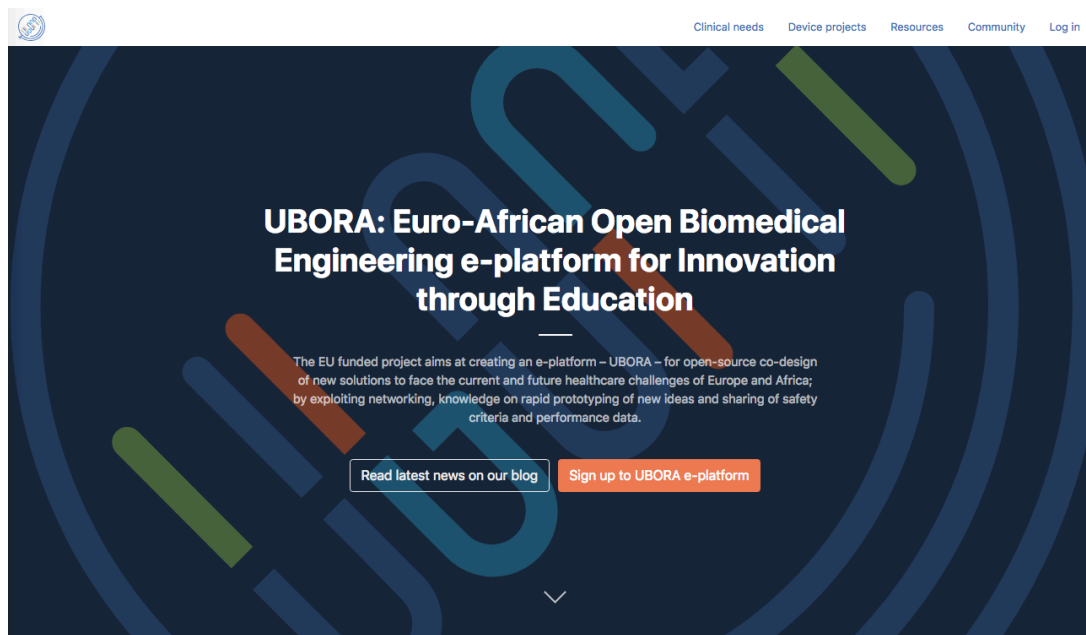 Clinical needs Device projects Resources Community Log in
UBORA: Euro-African Open Biomedical
Engineering e-platform for Innovation
through Education
The EU funded project aims at creating an e-platform – UBORA – for open-source co-design
of new solutions to face the current and future healthcare challenges of Europe and Africa;
by exploiting networking, knowledge on rapid prototyping of new ideas and sharing of safety
criteria and performance data.
Read latest news on our blog Sign up to UBORA e-platform